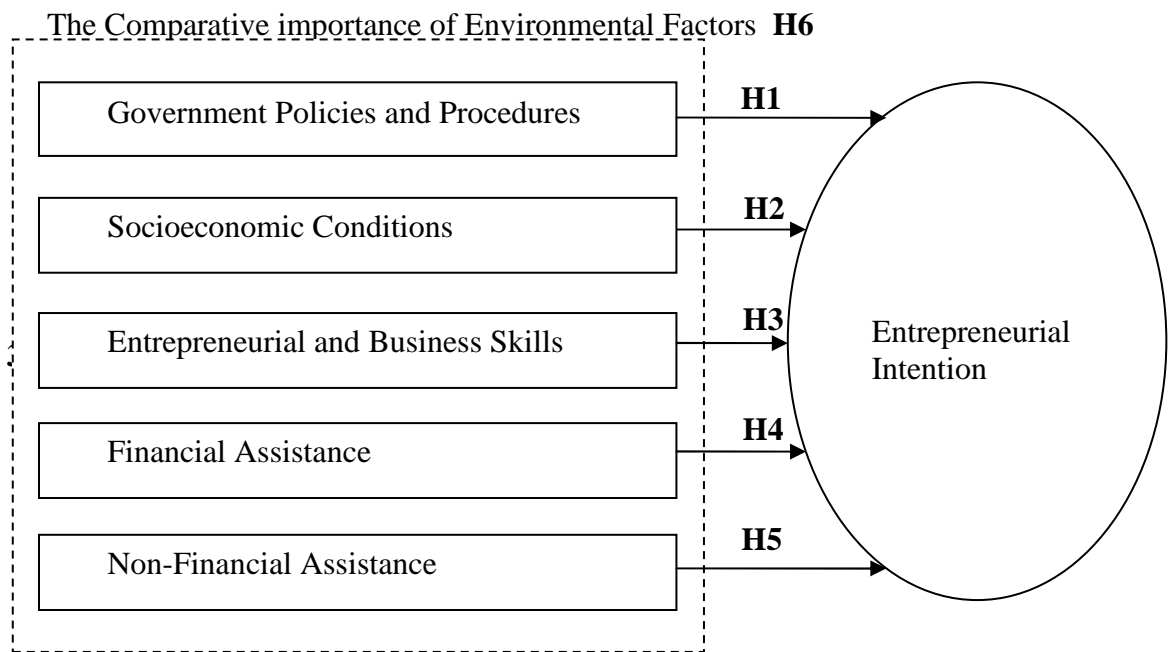 The Comparative importance of Environmental Factors H6
Government Policies and Procedures
H1
Socioeconomic Conditions
H2
Entrepreneurial and Business Skills
H3
Entrepreneurial
Intention
Financial Assistance
H4
Non-Financial Assistance
H5